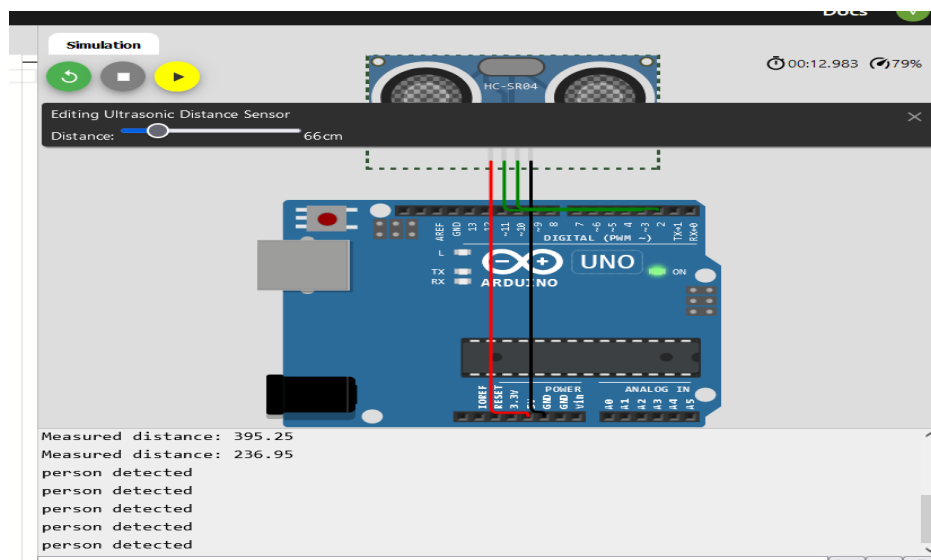 Docs
Simulation
00:12.983 79%
HC-SR04
Editing Ultrasonic Distance Sensor
Distance: 66cm
AREF GND 13 12 ~11 ~10 ~9 8 7 ~6 ~5 4 ~3 2 TX→1 RX←0
DIGITAL (PWM ~)
L
UNO
TX
RX
ARDUINO
ON
POWER ANALOG IN
IOREF RESET 3.3V GND GND Vin A0 A1 A2 A3 A4 A5
Measured distance: 395.25
Measured distance: 236.95
person detected
person detected
person detected
person detected
person detected